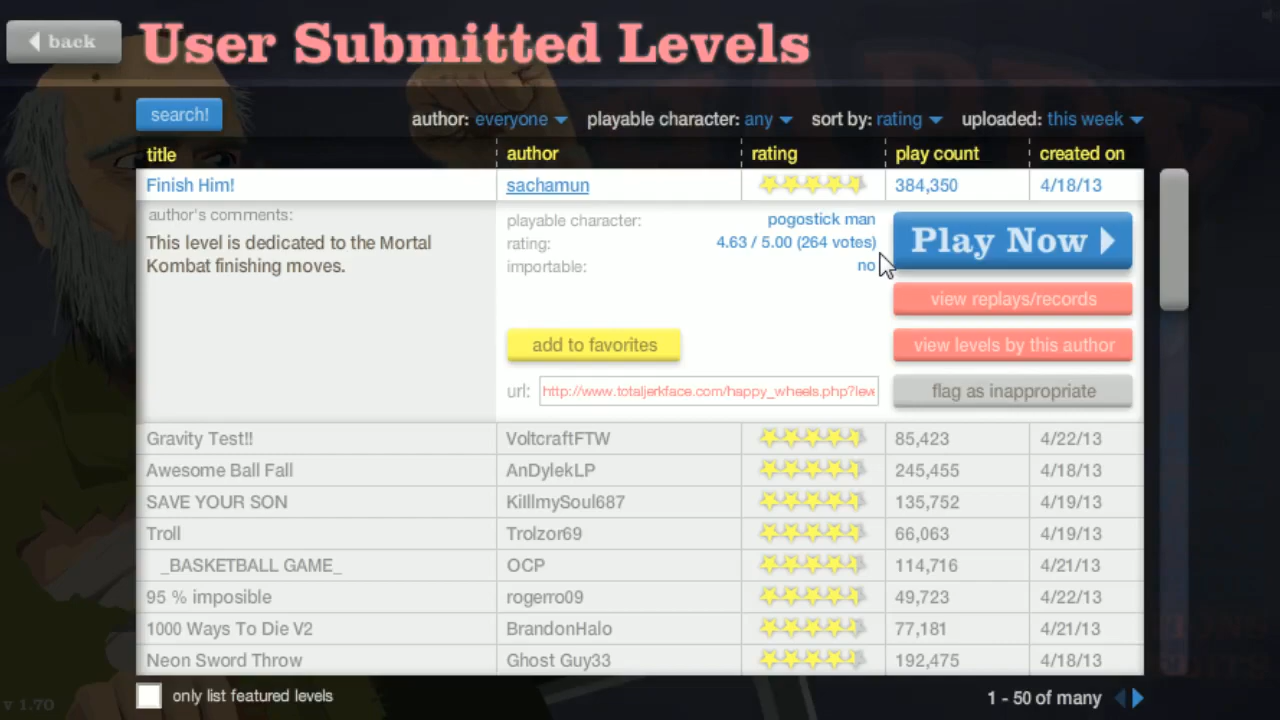 back
User Submitted Levels
search!
author: everyone playable character: any sort by: rating uploaded: this week
title author rating play count created on
Finish Him! sachamun 384,350 4/18/13
author's comments:
This level is dedicated to the Mortal
Kombat finishing moves.
playable character: pogostick man
rating: 4.63 / 5.00 (264 votes)
importable: no
Play Now
view replays/records
add to favorites
view levels by this author
url: http://www.totaljerkface.com/happy_wheels.php?leve
flag as inappropriate
Gravity Test!! VoltcraftFTW 85,423 4/22/13
Awesome Ball Fall AnDylekLP 245,455 4/18/13
SAVE YOUR SON KillmySoul687 135,752 4/19/13
Troll Trolzor69 66,063 4/19/13
_BASKETBALL GAME_ OCP 114,716 4/21/13
95 % imposible rogerro09 49,723 4/22/13
1000 Ways To Die V2 BrandonHalo 77,181 4/21/13
Neon Sword Throw Ghost Guy33 192,475 4/18/13
only list featured levels
1 - 50 of many
v 1.70